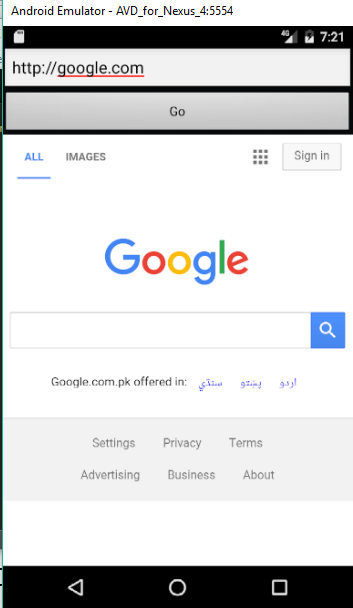 Android Emulator - AVD_for_Nexus_4:5554
4G 7:21
http://google.com
Go
ALL IMAGES Sign in
Google
Google.com.pk offered in: سنڌي پښتو اردو
Settings Privacy Terms
Advertising Business About